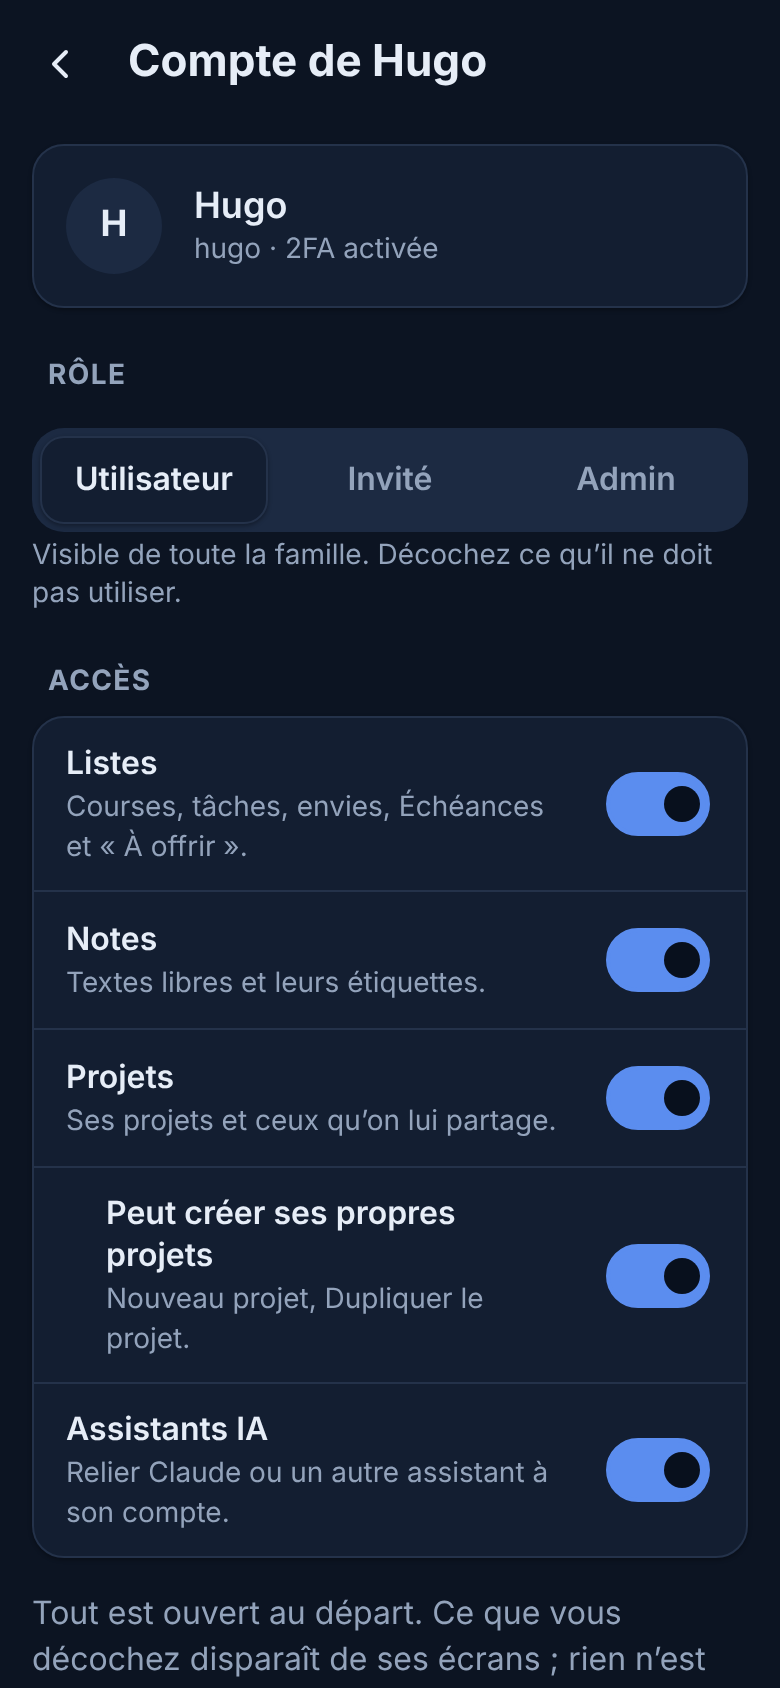 Compte de Hugo
H
Hugo
hugo · 2FA activée
RÔLE
Utilisateur
Invité
Admin
Visible de toute la famille. Décochez ce qu’il ne doit
pas utiliser.
ACCÈS
Listes
Courses, tâches, envies, Échéances
et « À offrir ».
Notes
Textes libres et leurs étiquettes.
Projets
Ses projets et ceux qu’on lui partage.
Peut créer ses propres
projets
Nouveau projet, Dupliquer le
projet.
Assistants IA
Relier Claude ou un autre assistant à
son compte.
Tout est ouvert au départ. Ce que vous
décochez disparaît de ses écrans ; rien n’est